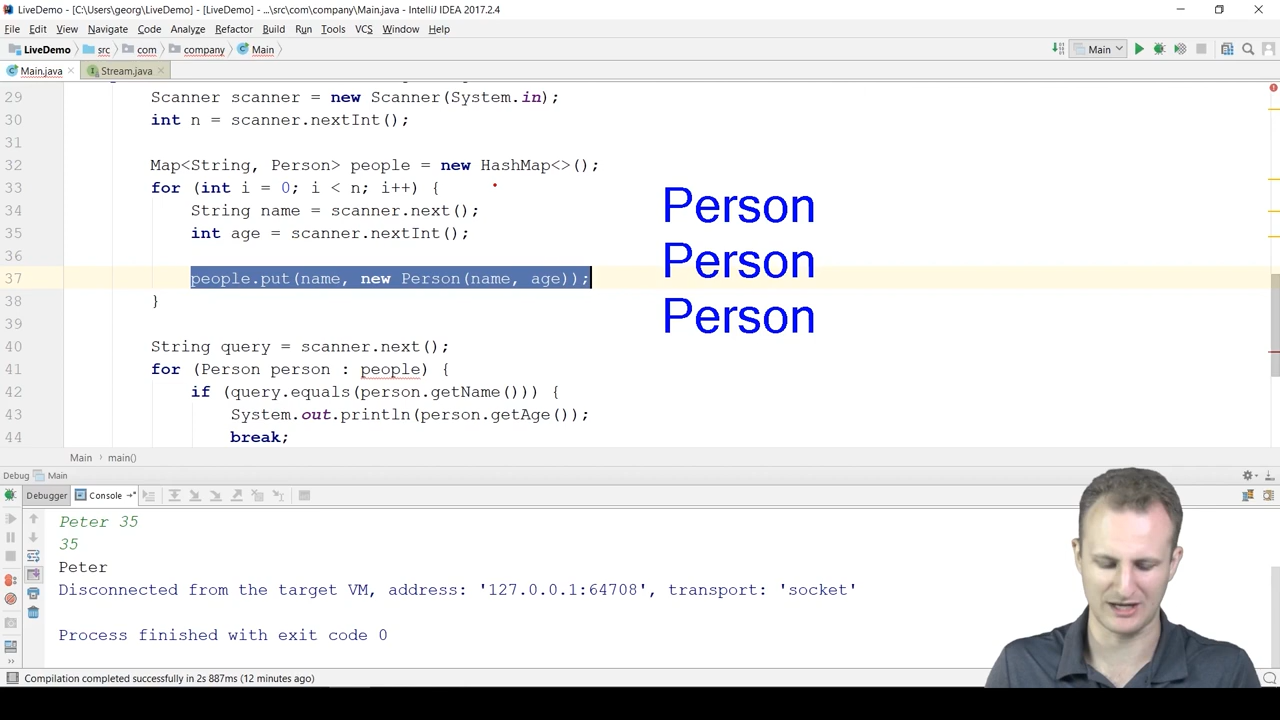 LiveDemo - [C:\Users\georg\LiveDemo] - [LiveDemo] - ...\src\com\company\Main.java - IntelliJ IDEA 2017.2.4
File Edit View Navigate Code Analyze Refactor Build Run Tools VCS Window Help
LiveDemo src com company Main Main
Main.java Stream.java
29 Scanner scanner = new Scanner(System.in);
30 int n = scanner.nextInt();
31
32 Map<String, Person> people = new HashMap<>();
33 for (int i = 0; i < n; i++) {
34 String name = scanner.next();
35 int age = scanner.nextInt();
36
37 people.put(name, new Person(name, age));
38 }
39
40 String query = scanner.next();
41 for (Person person : people) {
42 if (query.equals(person.getName())) {
43 System.out.println(person.getAge());
44 break;
Person
Person
Person
Main main()
Debug Main
Debugger Console
Peter 35
35
Peter
Disconnected from the target VM, address: '127.0.0.1:64708', transport: 'socket'
Process finished with exit code 0
Compilation completed successfully in 2s 887ms (12 minutes ago)